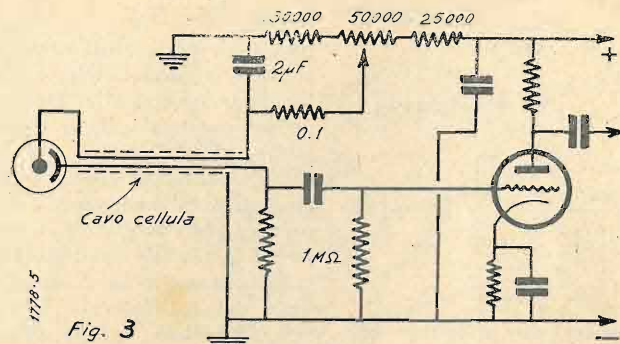 30000 50000 25000
+
2µF
0.1
Cavo cellula
1MΩ
1778-5
Fig. 3
—